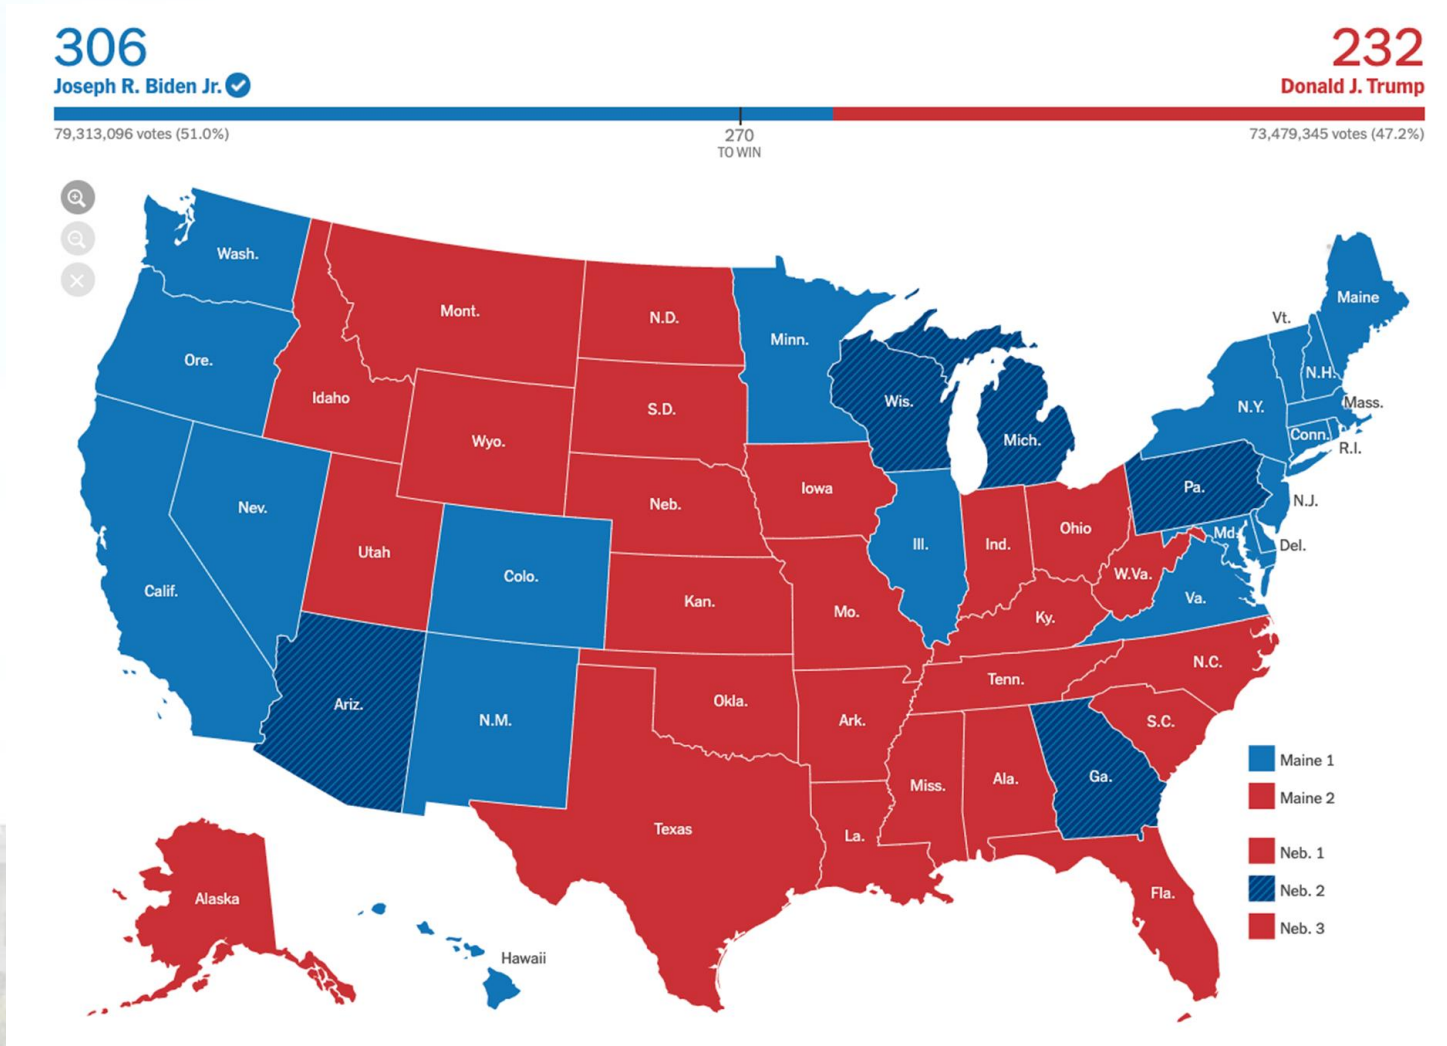 306
232
Joseph R. Biden Jr.
Donald J. Trump
79,313,096 votes (51.0%)
270
TO WIN
73,479,345 votes (47.2%)
Wash.
Ore.
Calif.
Nev.
Idaho
Mont.
Wyo.
Utah
Ariz.
Colo.
N.M.
N.D.
S.D.
Neb.
Kan.
Okla.
Texas
Minn.
Iowa
Mo.
Ark.
La.
Wis.
Ill.
Mich.
Ind.
Ohio
Ky.
Tenn.
Miss.
Ala.
Ga.
Fla.
S.C.
N.C.
Va.
W.Va.
Md.
Del.
Pa.
N.J.
N.Y.
Conn.
R.I.
Mass.
Vt.
N.H.
Maine
Alaska
Hawaii
Maine 1
Maine 2
Neb. 1
Neb. 2
Neb. 3